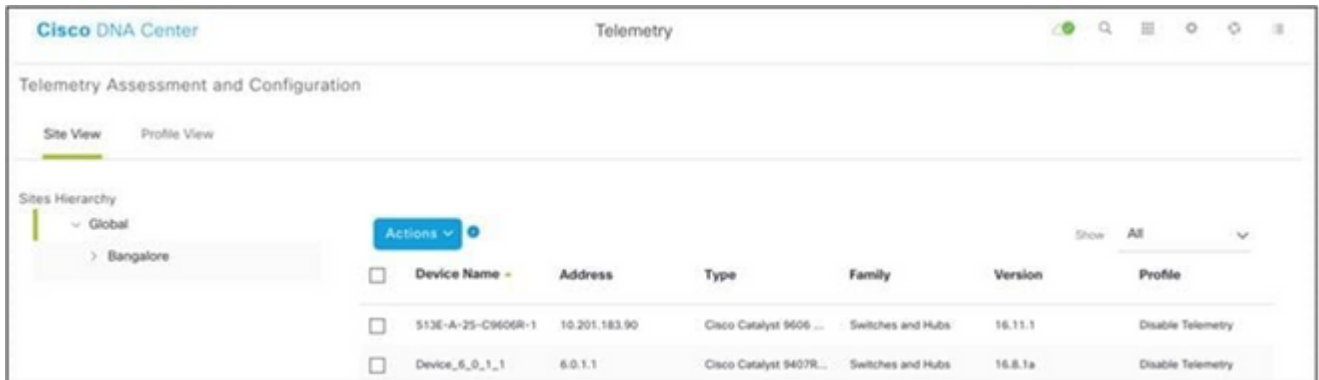 Cisco DNA Center
Telemetry
Telemetry Assessment and Configuration
Site View Profile View
Sites Hierarchy
Global
Bangalore
Actions
Show All
Device Name Address Type Family Version Profile
513E-A-25-C9606R-1 10.201.183.90 Cisco Catalyst 9606 ... Switches and Hubs 16.11.1 Disable Telemetry
Device_6_0_1_1 6.0.1.1 Cisco Catalyst 9407R... Switches and Hubs 16.8.1a Disable Telemetry